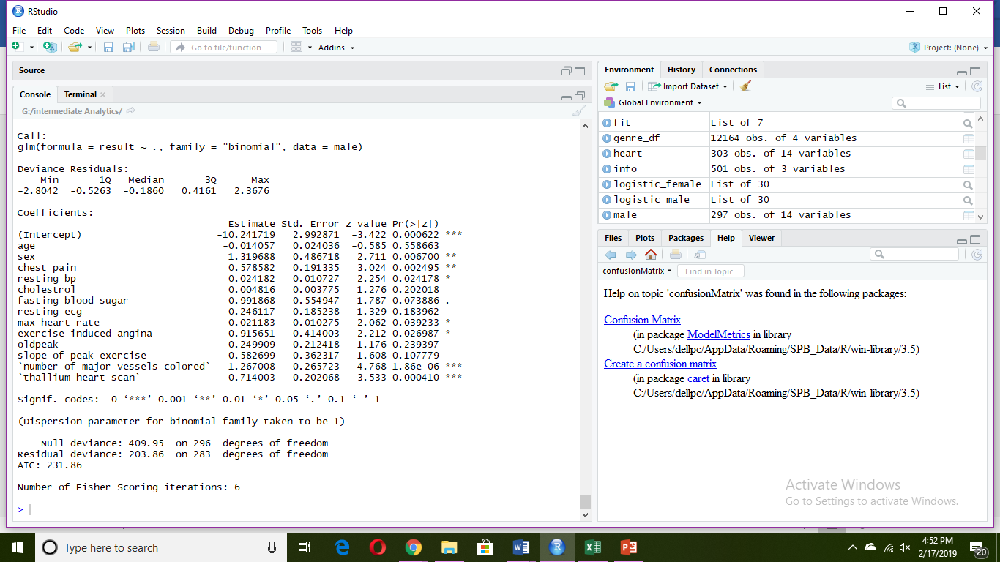 RStudio
File Edit Code View Plots Session Build Debug Profile Tools Help
Go to file/function Addins Project: (None)
Source
Console Terminal
G:/intermediate Analytics/
Call:
glm(formula = result ~ ., family = "binomial", data = male)
Deviance Residuals:
Min 1Q Median 3Q Max
-2.8042 -0.5263 -0.1860 0.4161 2.3676
Coefficients:
Estimate Std. Error z value Pr(>|z|)
(Intercept) -10.241719 2.992871 -3.422 0.000622 ***
age -0.014057 0.024036 -0.585 0.558663
sex 1.319688 0.486718 2.711 0.006700 **
chest_pain 0.578582 0.191335 3.024 0.002495 **
resting_bp 0.024182 0.010727 2.254 0.024178 *
cholestrol 0.004816 0.003775 1.276 0.202018
fasting_blood_sugar -0.991868 0.554947 -1.787 0.073886 .
resting_ecg 0.246117 0.185238 1.329 0.183962
max_heart_rate -0.021183 0.010275 -2.062 0.039233 *
exercise_induced_angina 0.915651 0.414003 2.212 0.026987 *
oldpeak 0.249909 0.212418 1.176 0.239397
slope_of_peak_exercise 0.582699 0.362317 1.608 0.107779
`number of major vessels colored` 1.267008 0.265723 4.768 1.86e-06 ***
`thallium heart scan` 0.714003 0.202068 3.533 0.000410 ***
---
Signif. codes: 0 ‘***’ 0.001 ‘**’ 0.01 ‘*’ 0.05 ‘.’ 0.1 ‘ ’ 1
(Dispersion parameter for binomial family taken to be 1)
Null deviance: 409.95 on 296 degrees of freedom
Residual deviance: 203.86 on 283 degrees of freedom
AIC: 231.86
Number of Fisher Scoring iterations: 6
>
Environment History Connections
Import Dataset List
Global Environment
fit List of 7
genre_df 12164 obs. of 4 variables
heart 303 obs. of 14 variables
info 501 obs. of 3 variables
logistic_female List of 30
logistic_male List of 30
male 297 obs. of 14 variables
Files Plots Packages Help Viewer
confusionMatrix Find in Topic
Help on topic 'confusionMatrix' was found in the following packages:
Confusion Matrix
(in package ModelMetrics in library
C:/Users/dellpc/AppData/Roaming/SPB_Data/R/win-library/3.5)
Create a confusion matrix
(in package caret in library
C:/Users/dellpc/AppData/Roaming/SPB_Data/R/win-library/3.5)
Activate Windows
Go to Settings to activate Windows.
Type here to search
4:52 PM
2/17/2019
20